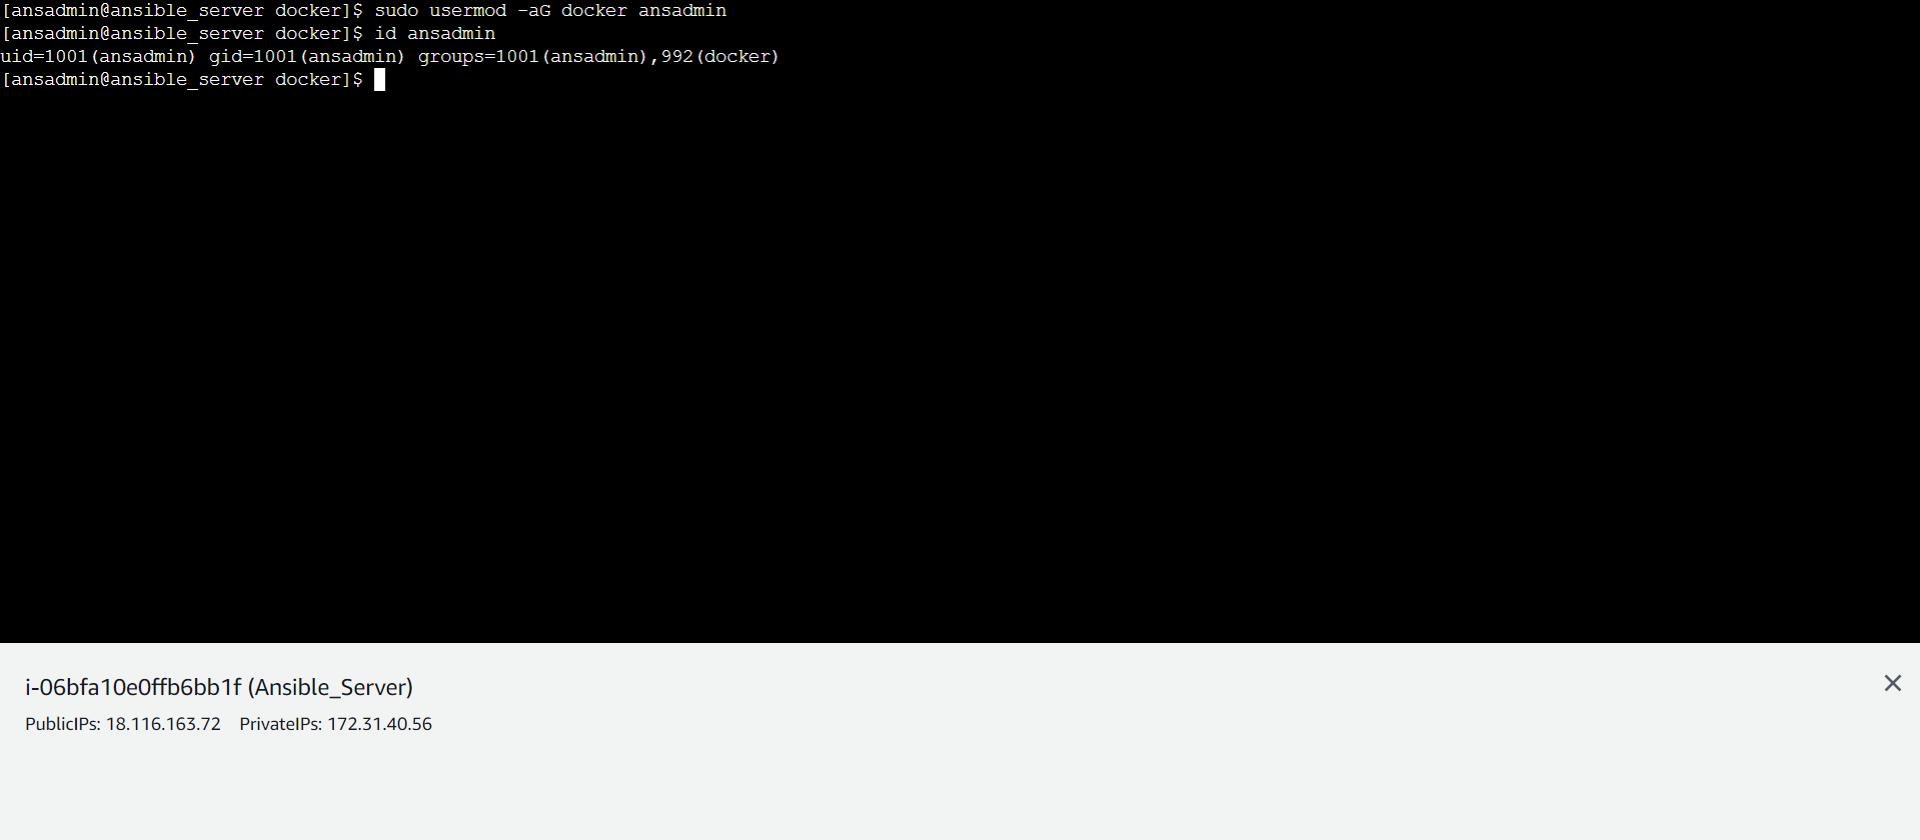 [ansadmin@ansible_server docker]$ sudo usermod -aG docker ansadmin
[ansadmin@ansible_server docker]$ id ansadmin
uid=1001(ansadmin) gid=1001(ansadmin) groups=1001(ansadmin),992(docker)
[ansadmin@ansible_server docker]$
i-06bfa10e0ffb6bb1f (Ansible_Server)
PublicIPs: 18.116.163.72 PrivateIPs: 172.31.40.56